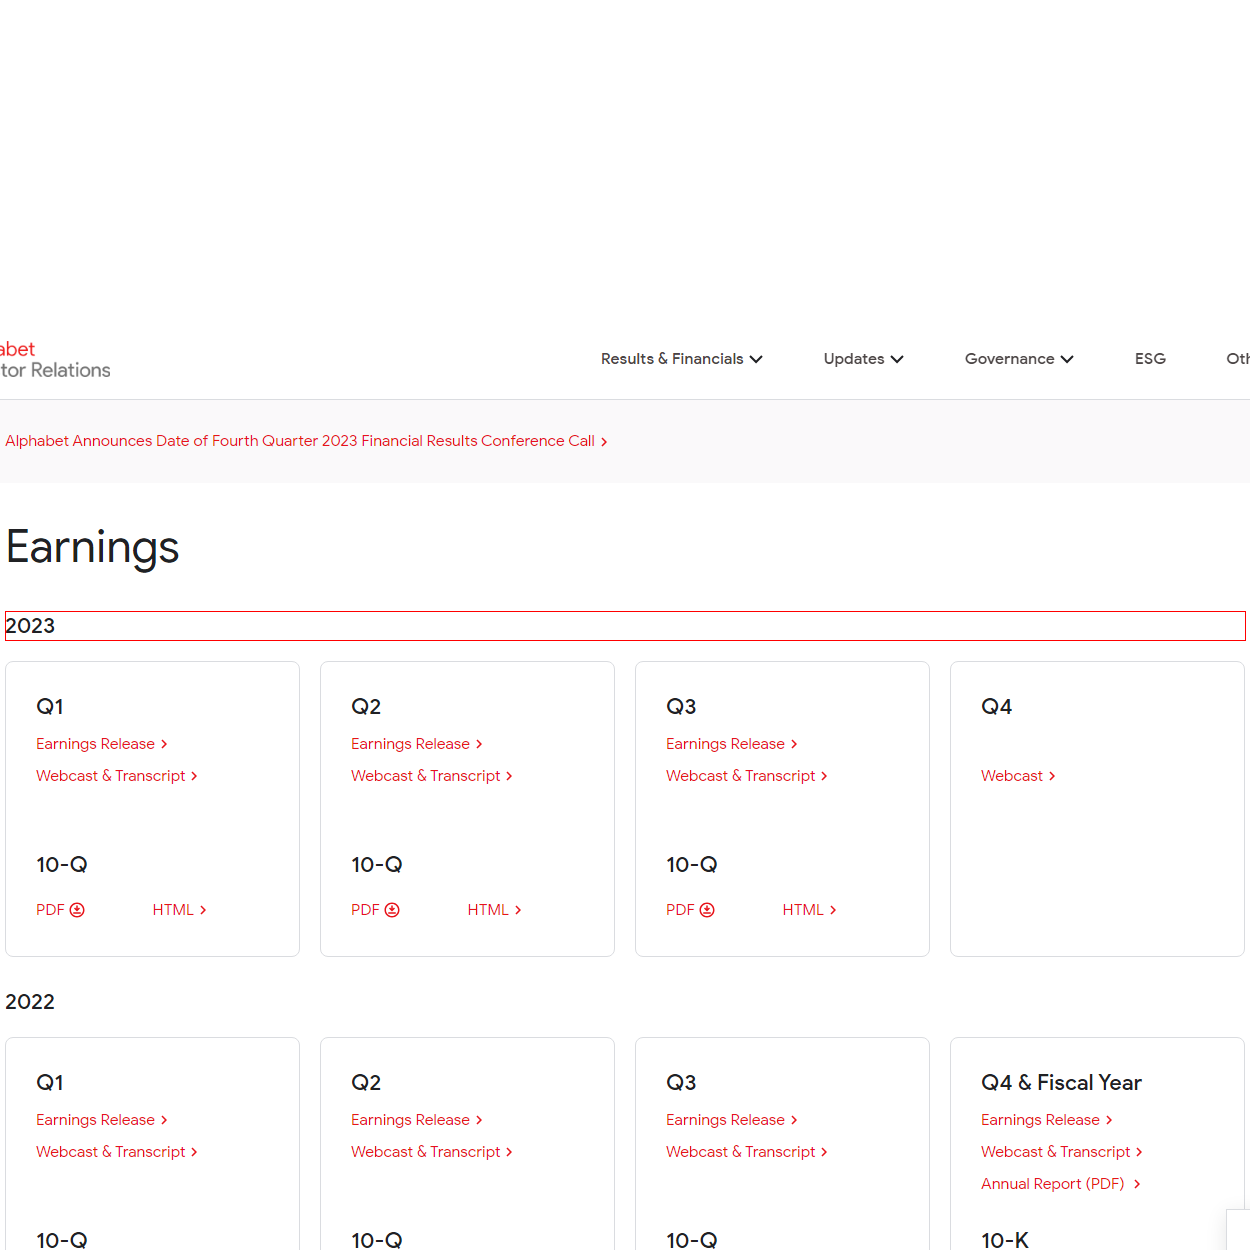 abet
tor Relations
Results & Financials
Updates
Governance
ESG
Oth
Alphabet Announces Date of Fourth Quarter 2023 Financial Results Conference Call
Earnings
2023
Q1
Earnings Release
Webcast & Transcript
10-Q
PDF
HTML
Q2
Earnings Release
Webcast & Transcript
10-Q
PDF
HTML
Q3
Earnings Release
Webcast & Transcript
10-Q
PDF
HTML
Q4
Webcast
2022
Q1
Earnings Release
Webcast & Transcript
10-Q
Q2
Earnings Release
Webcast & Transcript
10-Q
Q3
Earnings Release
Webcast & Transcript
10-Q
Q4 & Fiscal Year
Earnings Release
Webcast & Transcript
Annual Report (PDF)
10-K